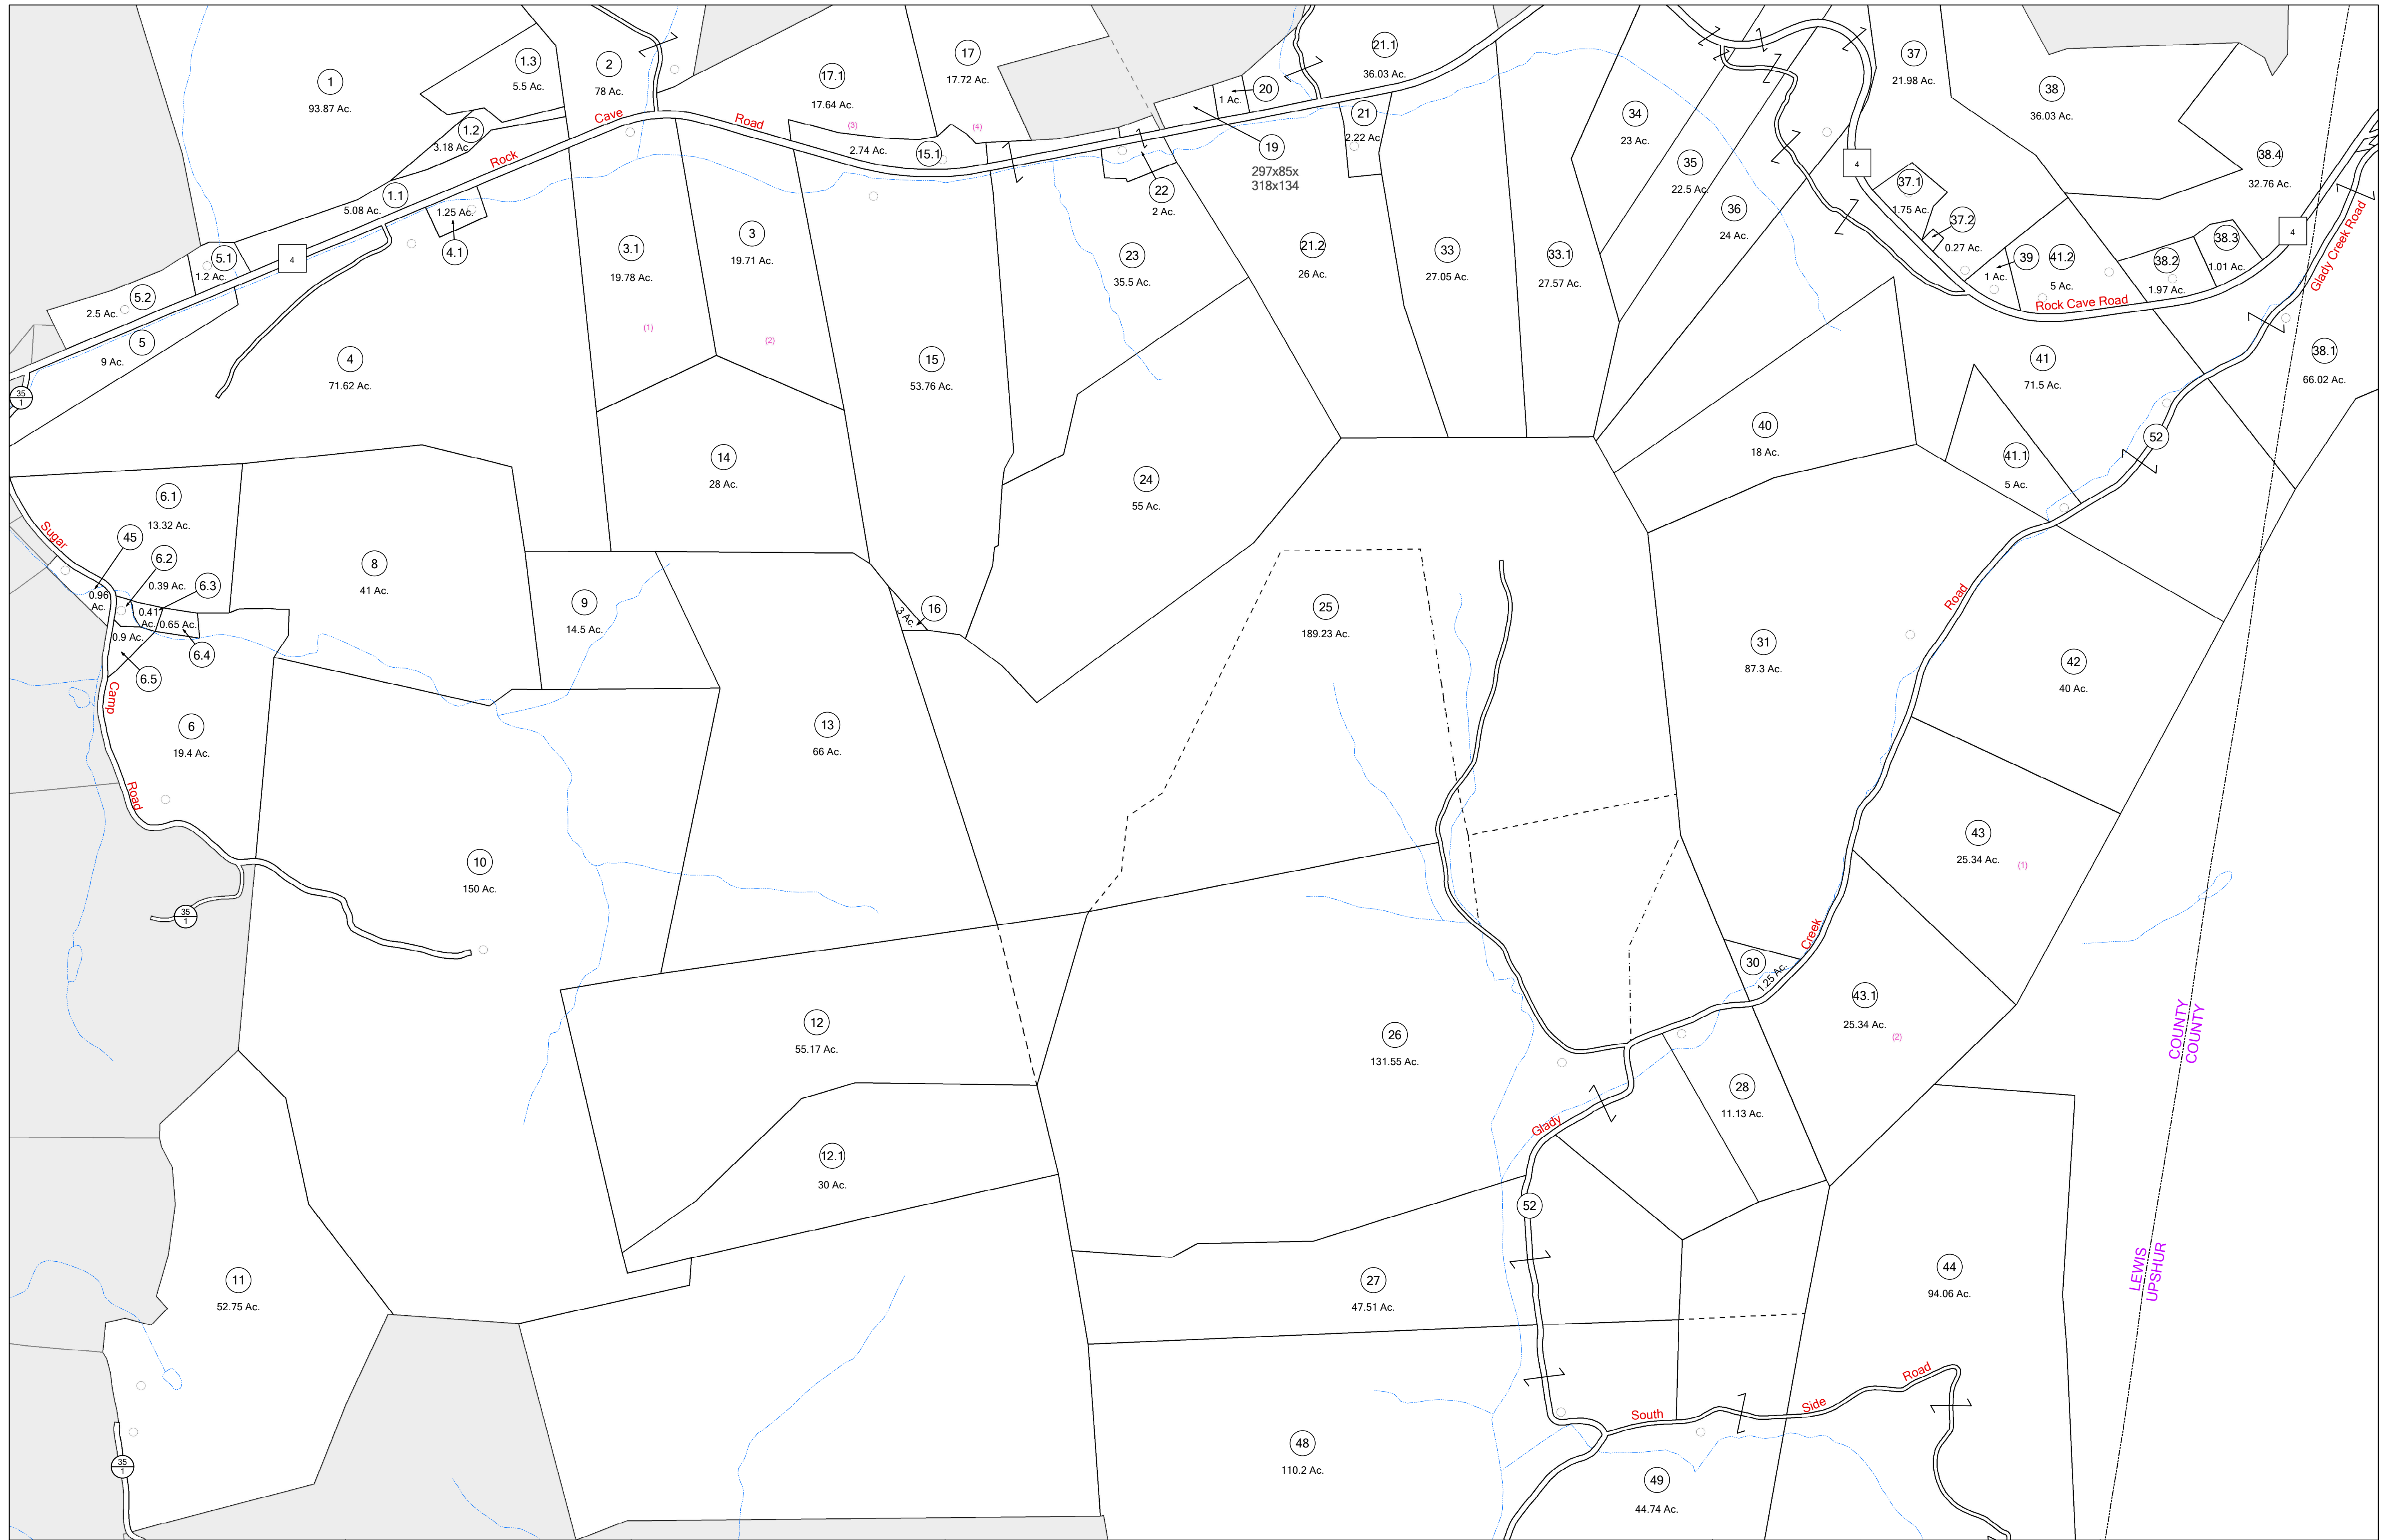 1
93.87 Ac.
1.3
5.5 Ac.
2
78 Ac.
17.1
17.64 Ac.
(3)
17
17.72 Ac.
(4)
20
1 Ac.
21.1
36.03 Ac.
37
21.98 Ac.
38
36.03 Ac.
1.2
3.18 Ac.
Cave
Road
Rock
2.74 Ac.
15.1
19
297x85x
318x134
21
2.22 Ac.
34
23 Ac.
35
22.5 Ac.
36
24 Ac.
4
37.1
1.75 Ac.
37.2
0.27 Ac.
38.4
32.76 Ac.
1.1
5.08 Ac.
1.25 Ac.
4.1
22
2 Ac.
5.1
1.2 Ac.
4
5.2
2.5 Ac.
5
9 Ac.
35
1
3.1
19.78 Ac.
(1)
3
19.71 Ac.
(2)
23
35.5 Ac.
21.2
26 Ac.
33
27.05 Ac.
33.1
27.57 Ac.
39
1 Ac.
41.2
5 Ac.
38.2
1.97 Ac.
38.3
1.01 Ac.
4
Rock Cave Road
Glady Creek Road
4
71.62 Ac.
15
53.76 Ac.
41
71.5 Ac.
38.1
66.02 Ac.
14
28 Ac.
24
55 Ac.
40
18 Ac.
41.1
5 Ac.
52
6.1
13.32 Ac.
Sugar
45
0.96
Ac.
6.2
0.39 Ac.
6.3
0.41
Ac.
0.65 Ac.
6.4
0.9 Ac.
6.5
Camp
8
41 Ac.
9
14.5 Ac.
16
3 Ac.
25
189.23 Ac.
31
87.3 Ac.
Road
42
40 Ac.
6
19.4 Ac.
Road
13
66 Ac.
10
150 Ac.
35
1
43
25.34 Ac.
(1)
Creek
30
1.25 Ac.
43.1
25.34 Ac.
(2)
12
55.17 Ac.
26
131.55 Ac.
COUNTY
COUNTY
28
11.13 Ac.
Glady
12.1
30 Ac.
52
11
52.75 Ac.
27
47.51 Ac.
44
94.06 Ac.
LEWIS
UPSHUR
South
Side
Road
48
110.2 Ac.
49
44.74 Ac.
35
1